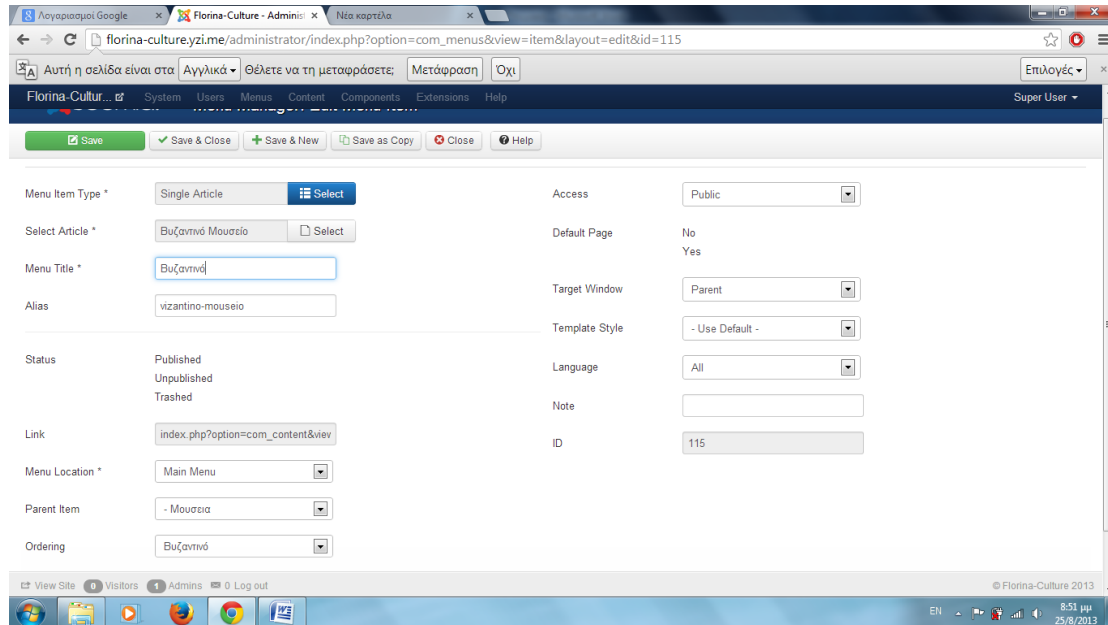 Λογαριασμοί Google
Florina-Culture - Adminis
Νέα καρτέλα
florina-culture.yzi.me/administrator/index.php?option=com_menus&view=item&layout=edit&id=115
Αυτή η σελίδα είναι στα Αγγλικά Θέλετε να τη μεταφράσετε; Μετάφραση Όχι Επιλογές
Florina-Cultur... System Users Menus Content Components Extensions Help Super User
Save Save & Close Save & New Save as Copy Close Help
Menu Item Type * Single Article Select
Select Article * Βυζαντινό Μουσείο Select
Menu Title * Βυζαντινό
Alias vizantino-mouseio
Status Published
Unpublished
Trashed
Link index.php?option=com_content&view
Menu Location * Main Menu
Parent Item - Μουσεια
Ordering Βυζαντινό
Access Public
Default Page No
Yes
Target Window Parent
Template Style - Use Default -
Language All
Note
ID 115
View Site 0 Visitors 1 Admins 0 Log out © Florina-Culture 2013
EN 8:51 μμ
25/8/2013